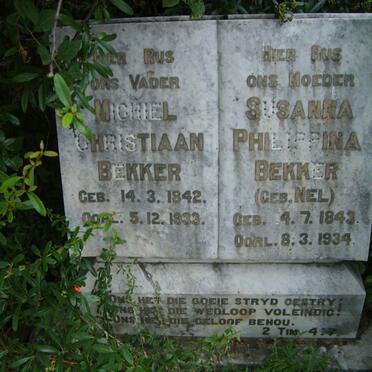 Hier Rus
ons Vader
Michiel
Christiaan
Bekker
Geb. 14.3.1842.
Oorl. 5.12.1933.
Hier Rus
ons Moeder
Susanna
Philippina
Bekker
(Geb. Nel)
Geb. 4.7.1843.
Oorl. 8.3.1934.
Ons het die goeie stryd gestry;
Ons het die wedloop voleindig;
Ons het die geloof behou.
2 Tim. 4:7